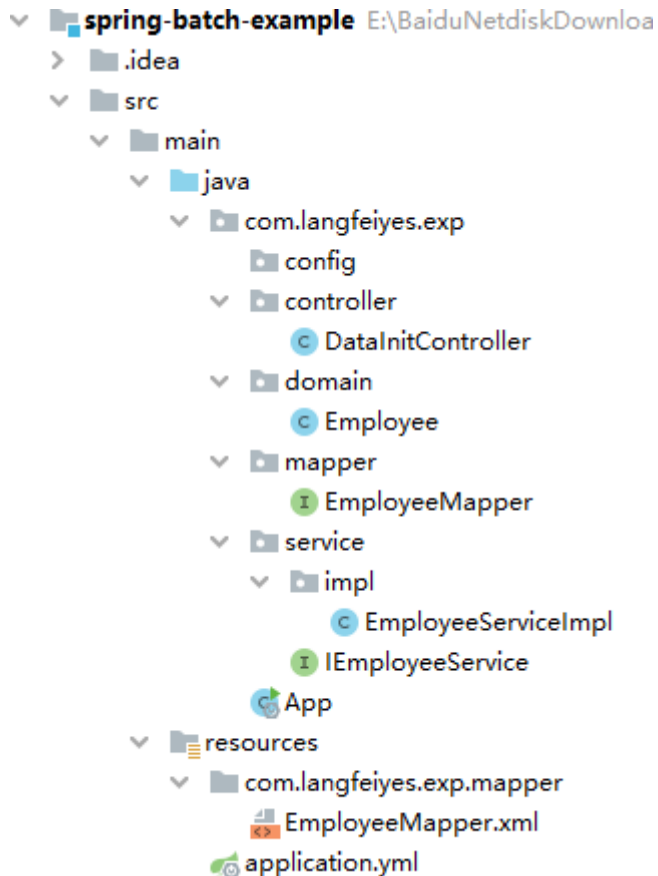 spring-batch-example E:\BaiduNetdiskDownloa
.idea
src
main
java
com.langfeiyes.exp
config
controller
DataInitController
domain
Employee
mapper
EmployeeMapper
service
impl
EmployeeServiceImpl
IEmployeeService
App
resources
com.langfeiyes.exp.mapper
EmployeeMapper.xml
application.yml